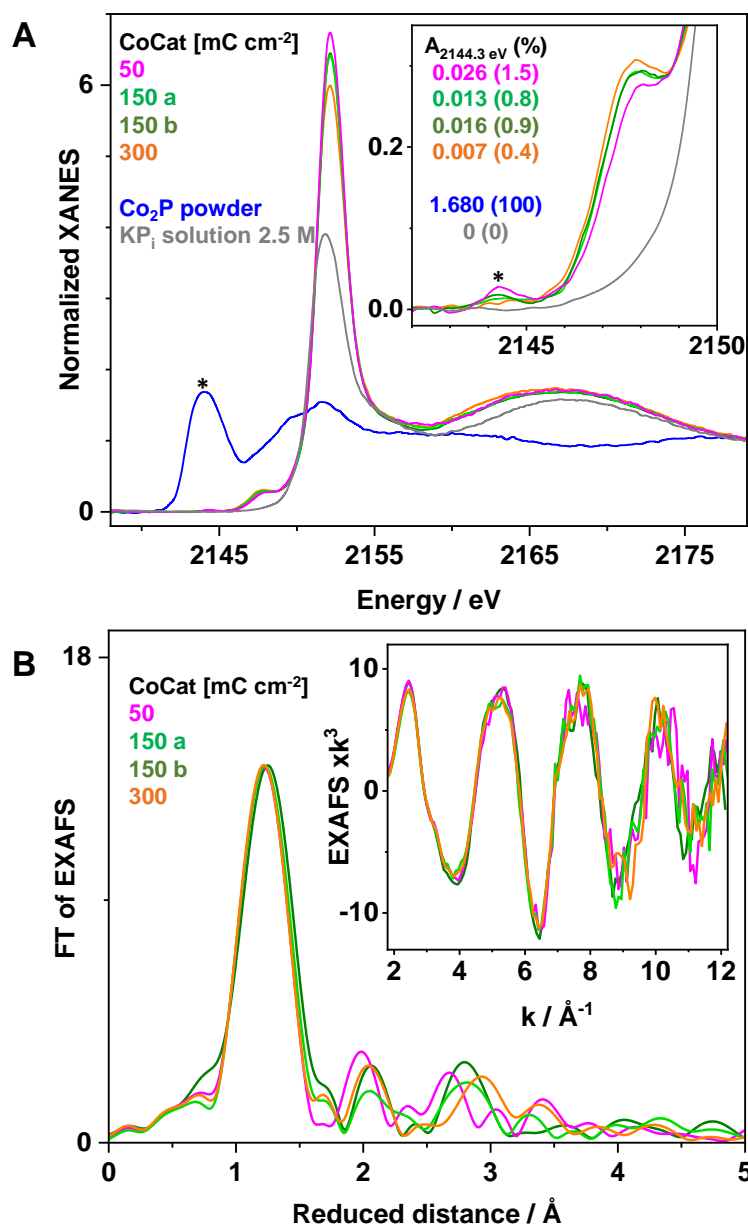 A
CoCat [mC cm-2]
50
150 a
150 b
300
Co2P powder
KPi solution 2.5 M
6
0
*
Normalized XANES
2145
2155
2165
2175
Energy / eV
A2144.3 eV (%)
0.026 (1.5)
0.013 (0.8)
0.016 (0.9)
0.007 (0.4)
1.680 (100)
0 (0)
0.2
0.0
*
2145
2150
B
18
0
CoCat [mC cm-2]
50
150 a
150 b
300
FT of EXAFS
0
1
2
3
4
5
Reduced distance / Å
10
0
-10
EXAFS xk3
2
4
6
8
10
12
k / Å-1